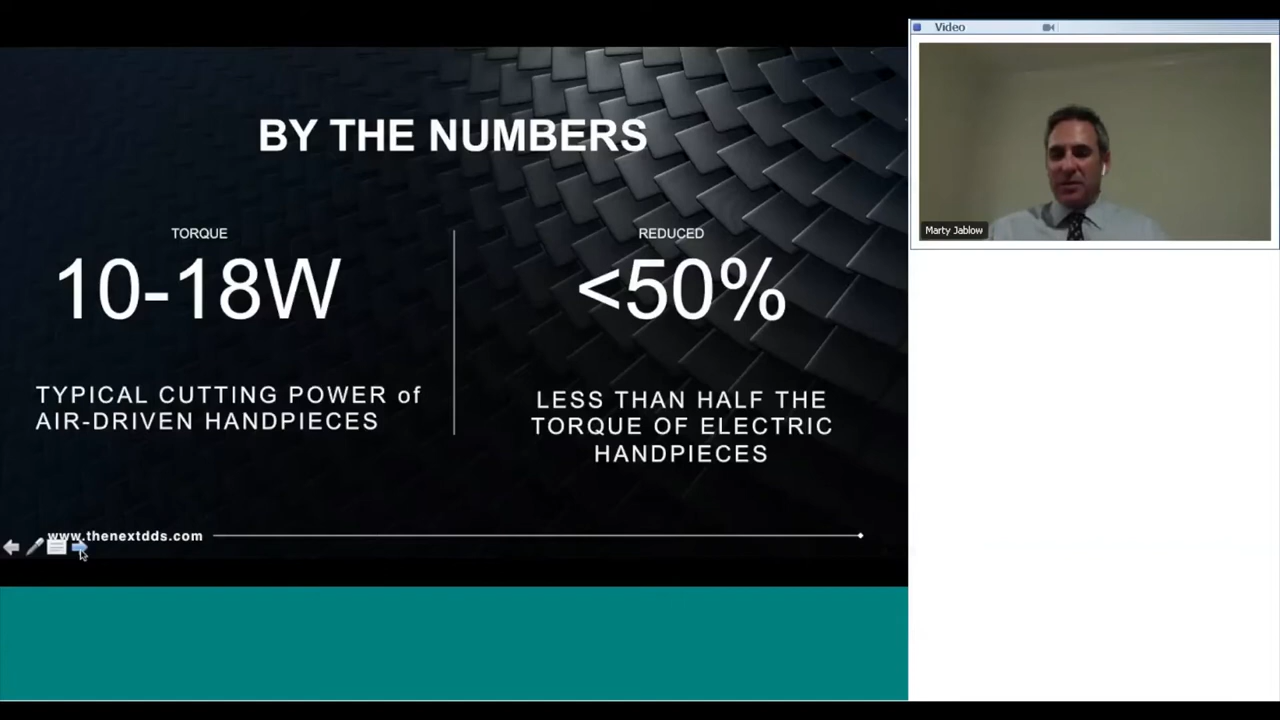 BY THE NUMBERS
TORQUE
10-18W
TYPICAL CUTTING POWER of
AIR-DRIVEN HANDPIECES
REDUCED
<50%
LESS THAN HALF THE
TORQUE OF ELECTRIC
HANDPIECES
www.thenextdds.com
Video
Marty Jablow